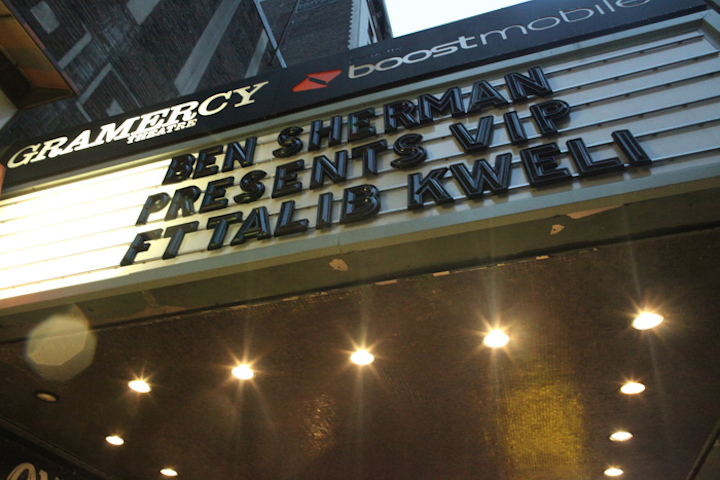 GRAMERCY
THEATRE
boostmobile
BEN SHERMAN
PRESENTS VIP
FT TALIB KWELI